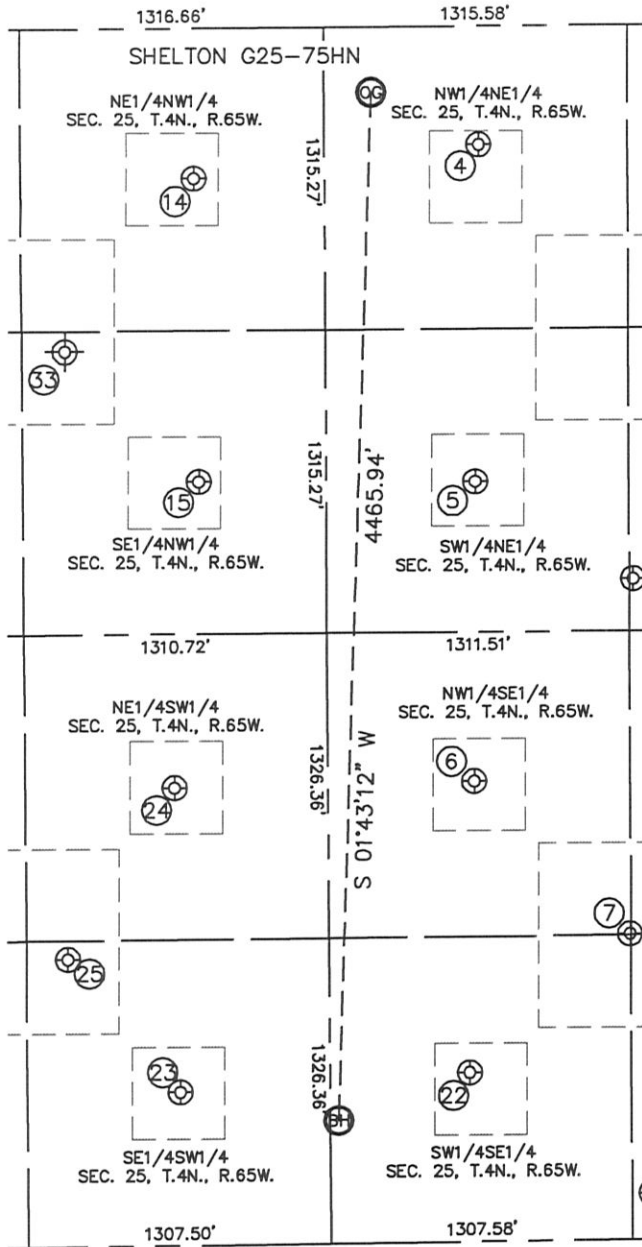 1316.66'
1315.58'
SHELTON G25-75HN
OG
NE1/4NW1/4
SEC. 25, T.4N., R.65W.
NW1/4NE1/4
SEC. 25, T.4N., R.65W.
1315.27'
14
4
33
1315.27'
4465.94'
15
5
SE1/4NW1/4
SEC. 25, T.4N., R.65W.
SW1/4NE1/4
SEC. 25, T.4N., R.65W.
1310.72'
1311.51'
NE1/4SW1/4
SEC. 25, T.4N., R.65W.
NW1/4SE1/4
SEC. 25, T.4N., R.65W.
1326.36'
S 01°43'12" W
24
6
7
25
1326.36'
23
22
BH
SE1/4SW1/4
SEC. 25, T.4N., R.65W.
SW1/4SE1/4
SEC. 25, T.4N., R.65W.
1307.50'
1307.58'